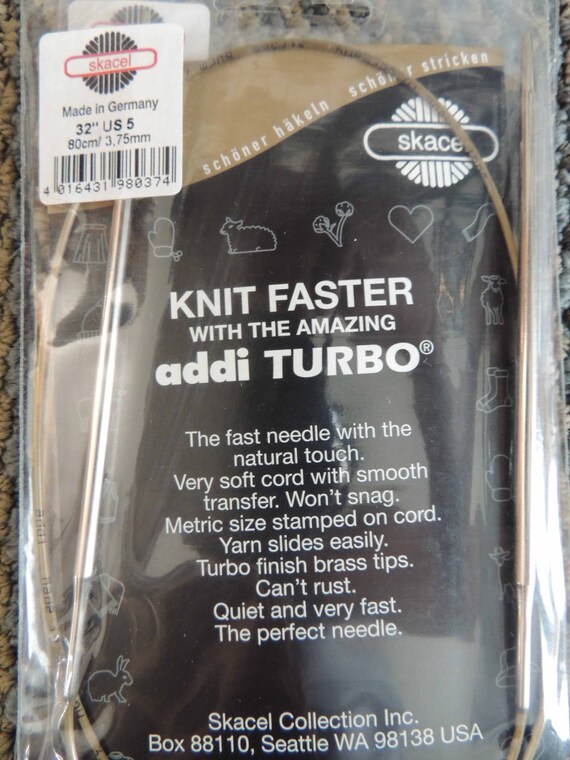 skacel
Made in Germany
32" US 5
80cm/ 3,75mm
4 016431 980374
schöner häkeln schöner stricken
skacel
KNIT FASTER
WITH THE AMAZING
addi TURBO®
The fast needle with the
natural touch.
Very soft cord with smooth
transfer. Won't snag.
Metric size stamped on cord.
Yarn slides easily.
Turbo finish brass tips.
Can't rust.
Quiet and very fast.
The perfect needle.
Skacel Collection Inc.
Box 88110, Seattle WA 98138 USA